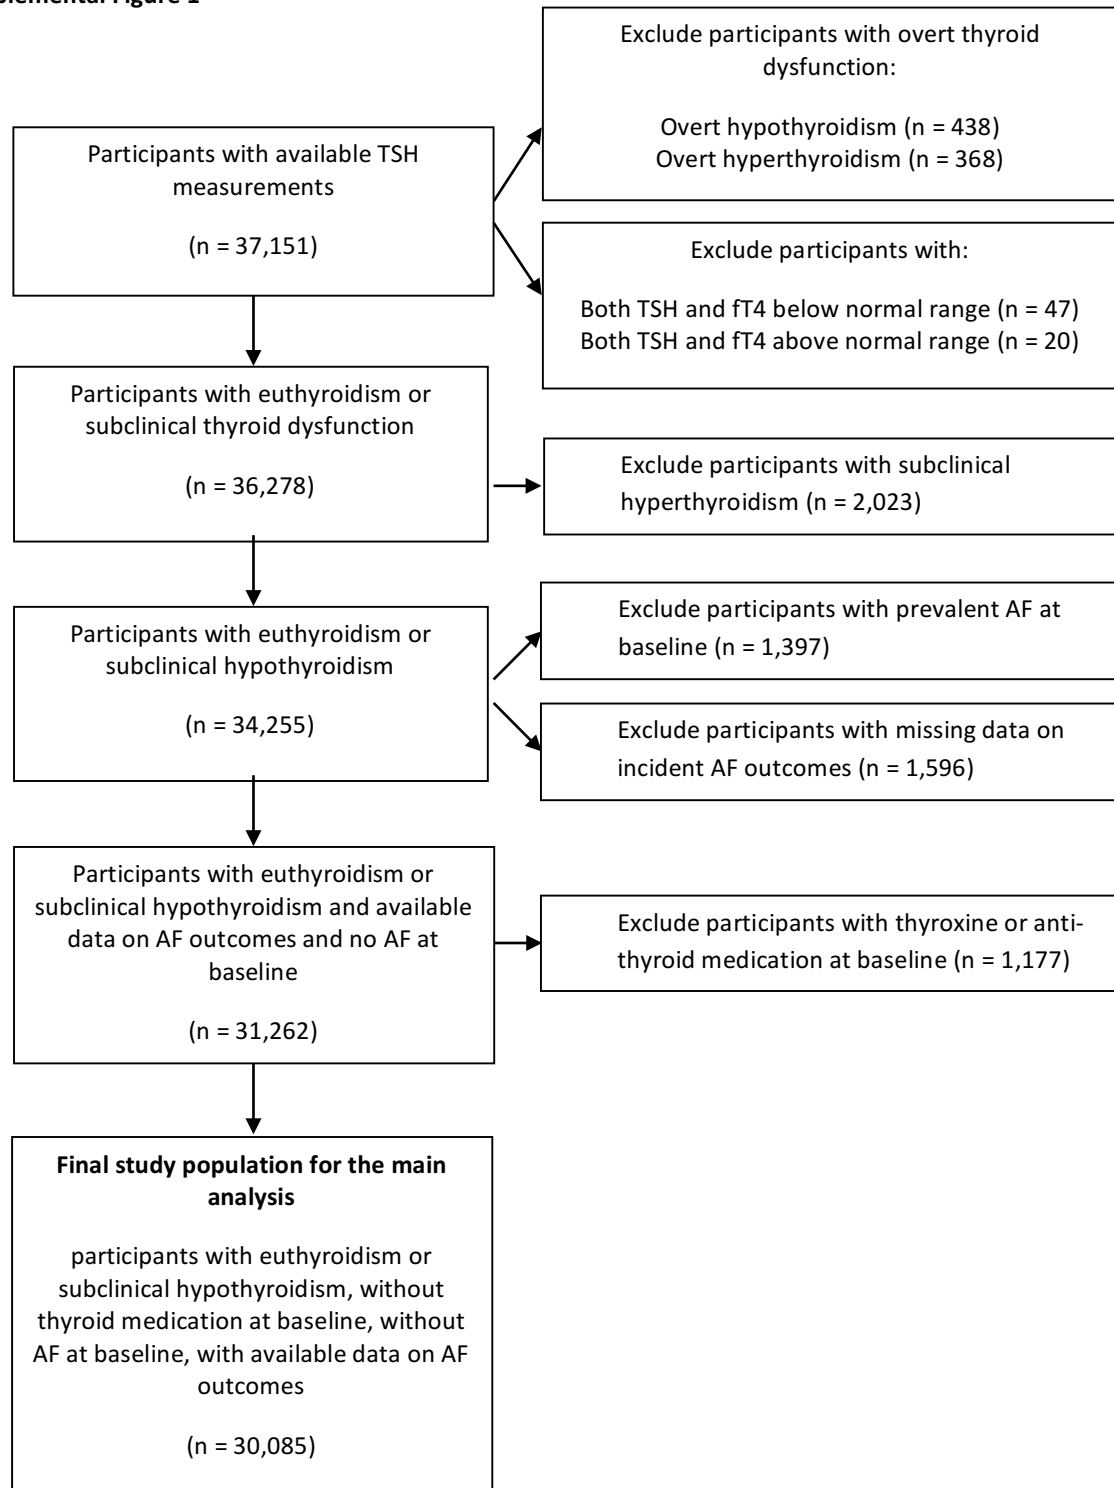 Exclude participants with overt thyroid
dysfunction:
Overt hypothyroidism (n = 438)
Overt hyperthyroidism (n = 368)
Participants with available TSH
measurements
(n = 37,151)
Exclude participants with:
Both TSH and fT4 below normal range (n = 47)
Both TSH and fT4 above normal range (n = 20)
Participants with euthyroidism or
subclinical thyroid dysfunction
(n = 36,278)
Exclude participants with subclinical
hyperthyroidism (n = 2,023)
Participants with euthyroidism or
subclinical hypothyroidism
(n = 34,255)
Exclude participants with prevalent AF at
baseline (n = 1,397)
Exclude participants with missing data on
incident AF outcomes (n = 1,596)
Participants with euthyroidism or
subclinical hypothyroidism and available
data on AF outcomes and no AF at
baseline
(n = 31,262)
Exclude participants with thyroxine or anti-
thyroid medication at baseline (n = 1,177)
Final study population for the main
analysis
participants with euthyroidism or
subclinical hypothyroidism, without
thyroid medication at baseline, without
AF at baseline, with available data on AF
outcomes
(n = 30,085)